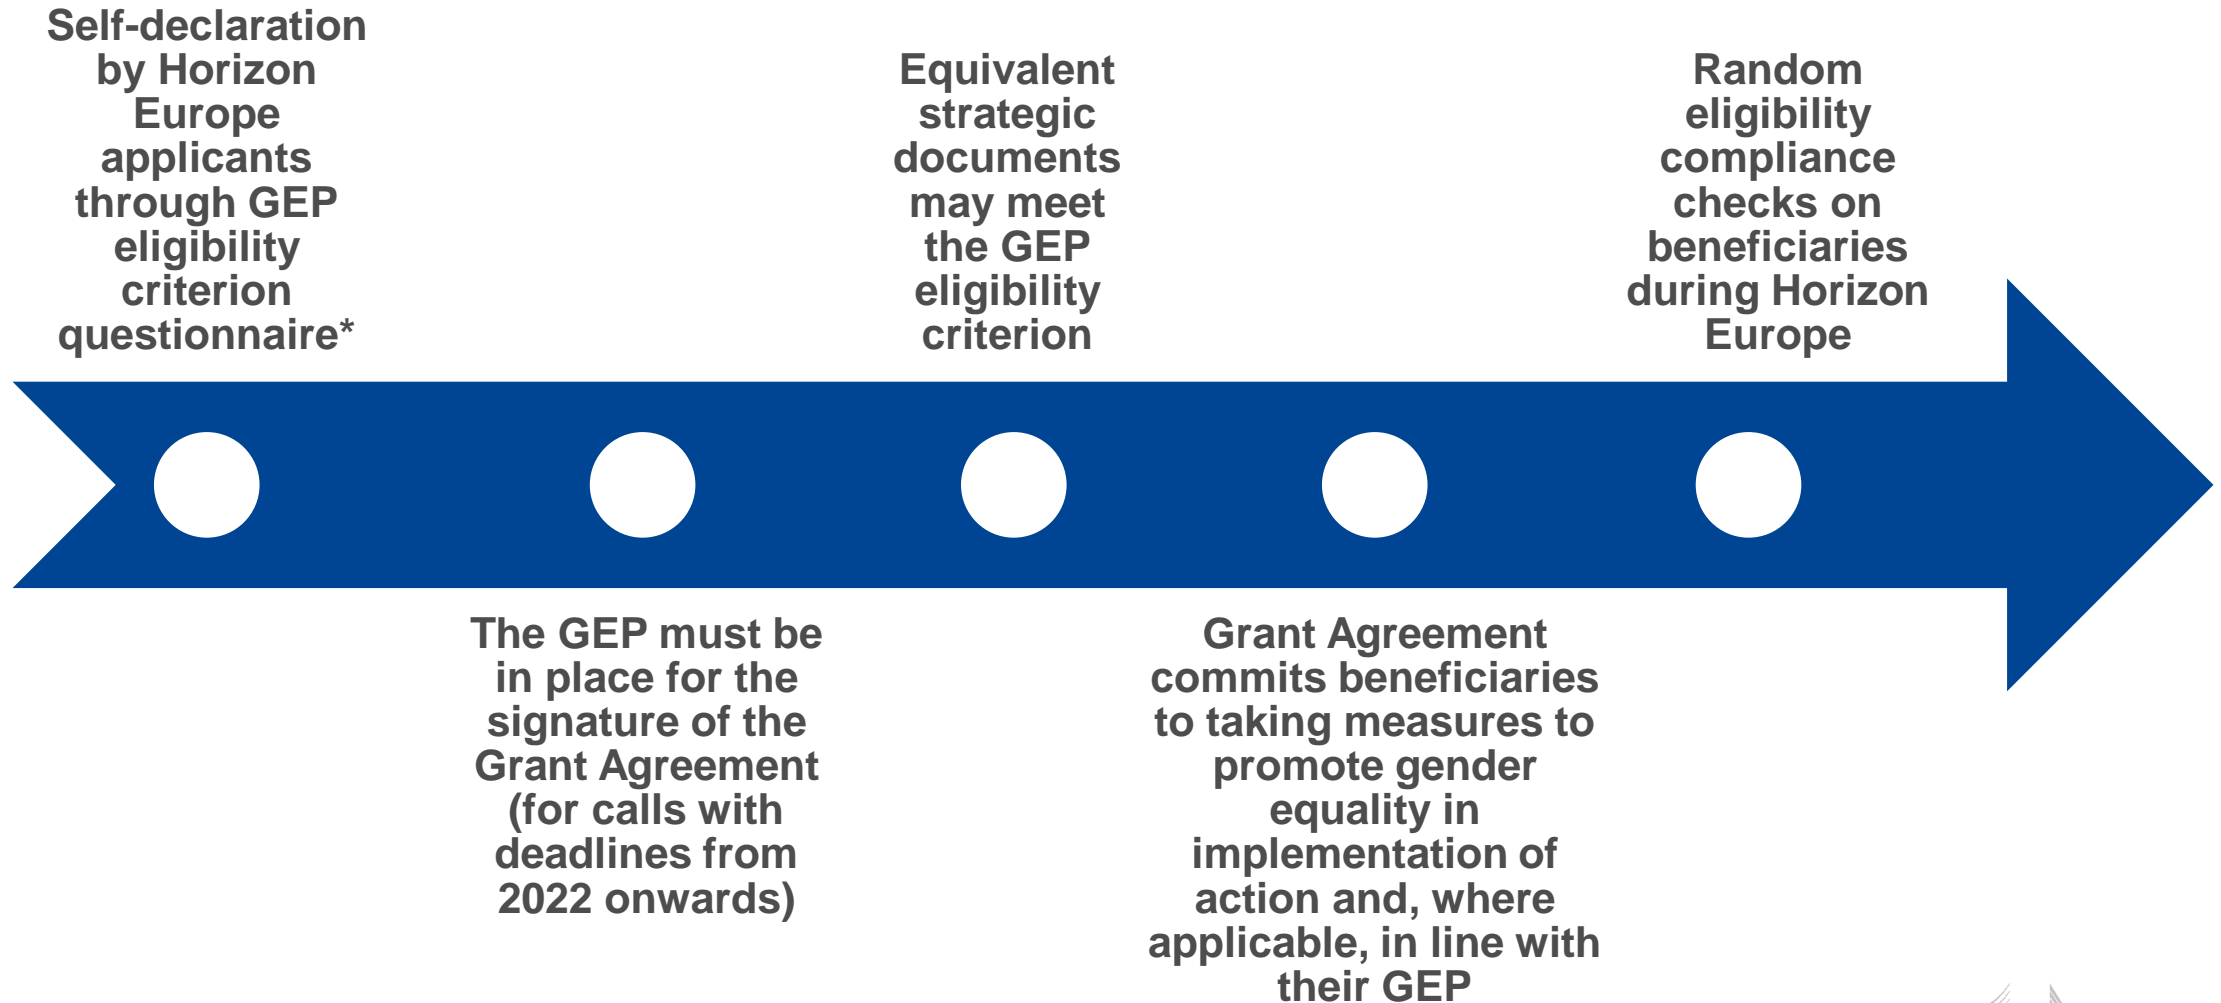 Self-declaration
by Horizon
Europe
applicants
through GEP
eligibility
criterion
questionnaire*
The GEP must be
in place for the
signature of the
Grant Agreement
(for calls with
deadlines from
2022 onwards)
Equivalent
strategic
documents
may meet
the GEP
eligibility
criterion
Grant Agreement
commits beneficiaries
to taking measures to
promote gender
equality in
implementation of
action and, where
applicable, in line with
their GEP
Random
eligibility
compliance
checks on
beneficiaries
during Horizon
Europe